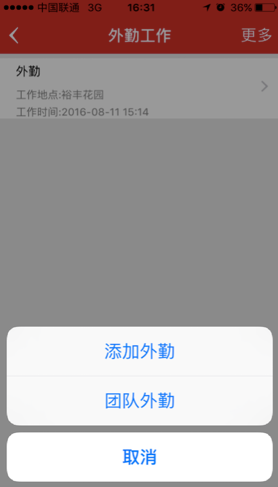 中国联通 3G 16:31 36%
外勤工作 更多
外勤
工作地点:裕丰花园
工作时间:2016-08-11 15:14
添加外勤
团队外勤
取消